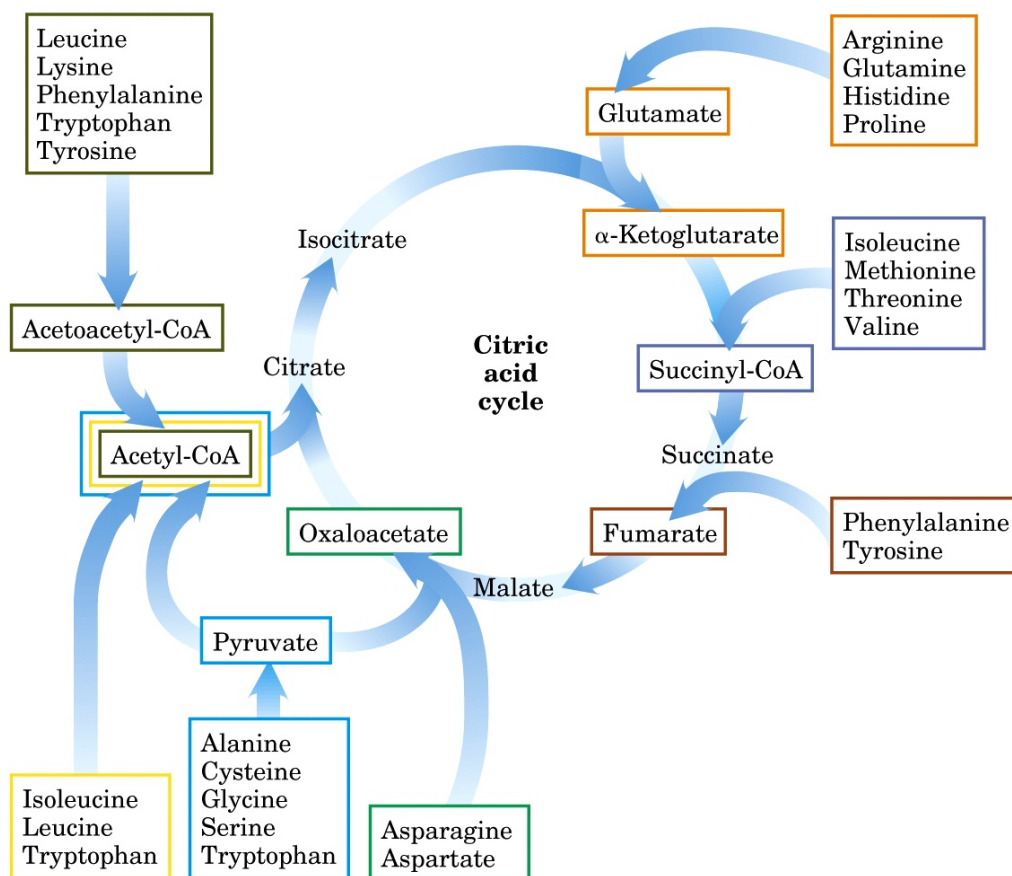 Leucine
Lysine
Phenylalanine
Tryptophan
Tyrosine
Arginine
Glutamine
Histidine
Proline
Glutamate
α-Ketoglutarate
Isocitrate
Isoleucine
Methionine
Threonine
Valine
Acetoacetyl-CoA
Citric
acid
cycle
Citrate
Succinyl-CoA
Acetyl-CoA
Succinate
Oxaloacetate
Fumarate
Phenylalanine
Tyrosine
Malate
Pyruvate
Isoleucine
Leucine
Tryptophan
Alanine
Cysteine
Glycine
Serine
Tryptophan
Asparagine
Aspartate